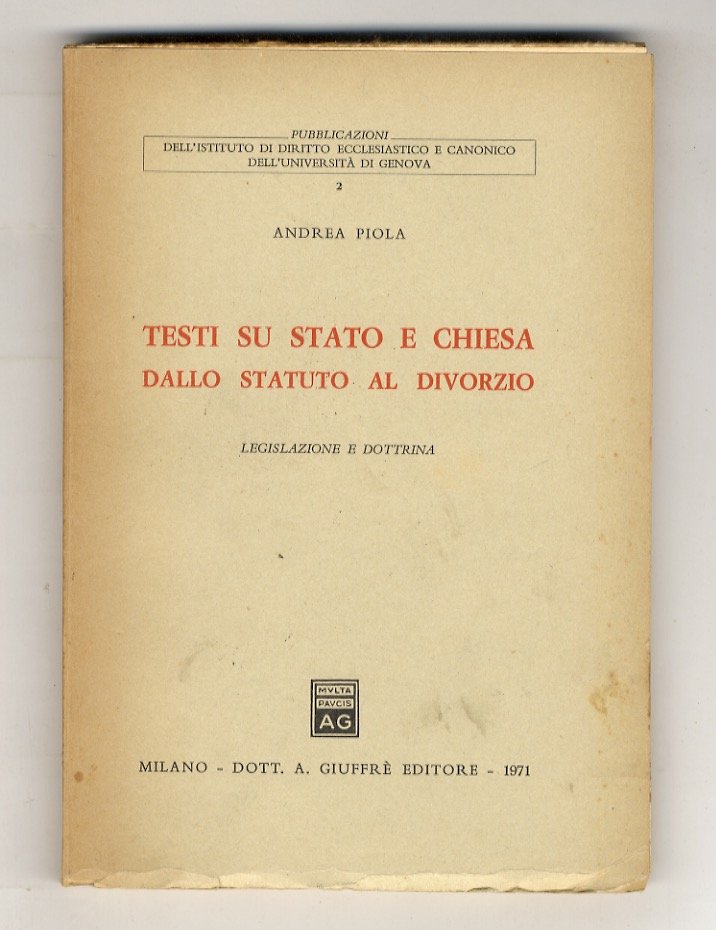 PUBBLICAZIONI
DELL'ISTITUTO DI DIRITTO ECCLESIASTICO E CANONICO
DELL'UNIVERSITÀ DI GENOVA
2
ANDREA PIOLA
TESTI SU STATO E CHIESA
DALLO STATUTO AL DIVORZIO
LEGISLAZIONE E DOTTRINA
MVLTA
PAVCIS
AG
MILANO - DOTT. A. GIUFFRÈ EDITORE - 1971